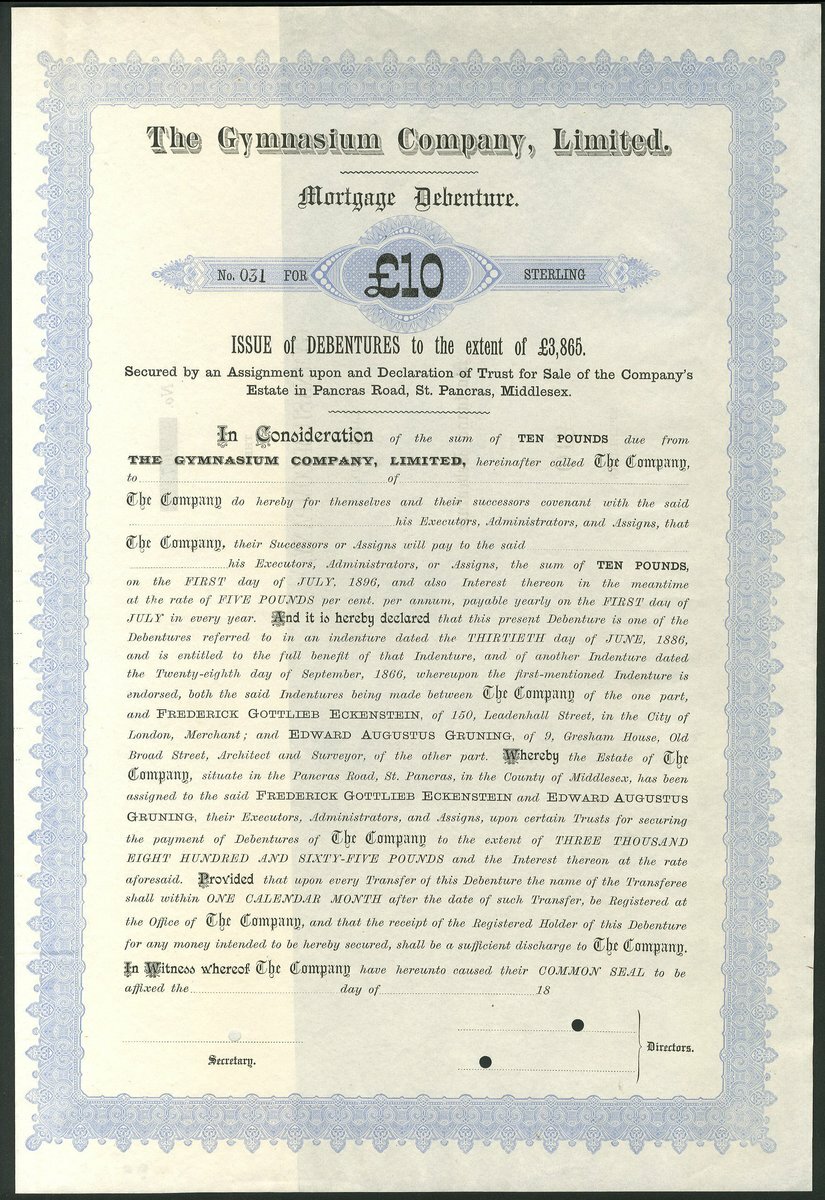 The Gymnasium Company, Limited.
Mortgage Debenture.
No. 031 FOR £10 STERLING
ISSUE of DEBENTURES to the extent of £3,865.
Secured by an Assignment upon and Declaration of Trust for Sale of the Company's
Estate in Pancras Road, St. Pancras, Middlesex.
In Consideration of the sum of TEN POUNDS due from
THE GYMNASIUM COMPANY, LIMITED, hereinafter called The Company,
to of
The Company do hereby for themselves and their successors covenant with the said
his Executors, Administrators, and Assigns, that
The Company, their Successors or Assigns will pay to the said
his Executors, Administrators, or Assigns, the sum of TEN POUNDS,
on the FIRST day of JULY, 1896, and also Interest thereon in the meantime
at the rate of FIVE POUNDS per cent. per annum, payable yearly on the FIRST day of
JULY in every year. And it is hereby declared that this present Debenture is one of the
Debentures referred to in an indenture dated the THIRTIETH day of JUNE, 1886,
and is entitled to the full benefit of that Indenture, and of another Indenture dated
the Twenty-eighth day of September, 1866, whereupon the first-mentioned Indenture is
endorsed, both the said Indentures being made between The Company of the one part,
and FREDERICK GOTTLIEB ECKENSTEIN, of 150, Leadenhall Street, in the City of
London, Merchant; and EDWARD AUGUSTUS GRUNING, of 9, Gresham House, Old
Broad Street, Architect and Surveyor, of the other part. Whereby the Estate of The
Company, situate in the Pancras Road, St. Pancras, in the County of Middlesex, has been
assigned to the said FREDERICK GOTTLIEB ECKENSTEIN and EDWARD AUGUSTUS
GRUNING, their Executors, Administrators, and Assigns, upon certain Trusts for securing
the payment of Debentures of The Company to the extent of THREE THOUSAND
EIGHT HUNDRED AND SIXTY-FIVE POUNDS and the Interest thereon at the rate
aforesaid. Provided that upon every Transfer of this Debenture the name of the Transferee
shall within ONE CALENDAR MONTH after the date of such Transfer, be Registered at
the Office of The Company, and that the receipt of the Registered Holder of this Debenture
for any money intended to be hereby secured, shall be a sufficient discharge to The Company.
In Witness whereof The Company have hereunto caused their COMMON SEAL to be
affixed the day of 18
Secretary.
Directors.